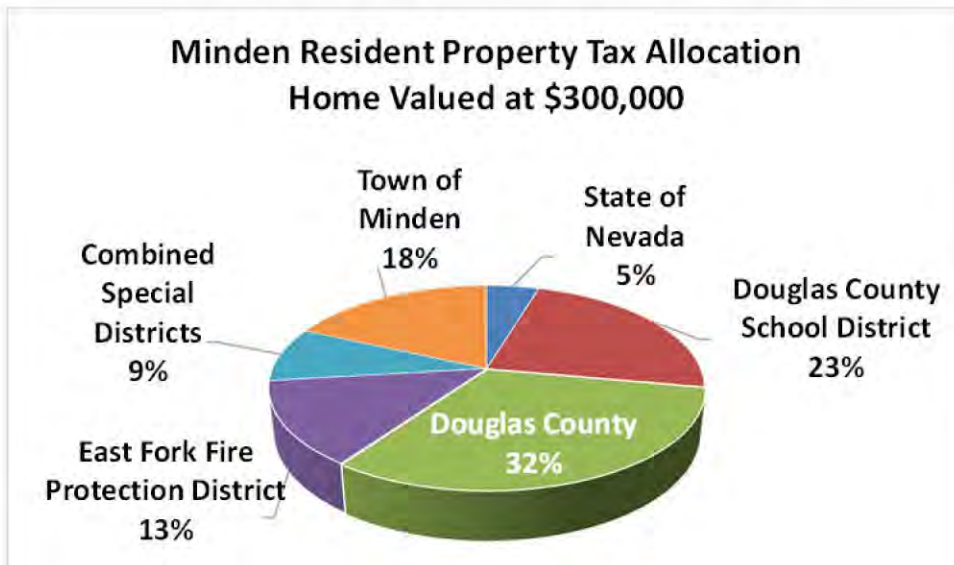 Minden Resident Property Tax Allocation
Home Valued at $300,000
Town of
Minden
18%
State of
Nevada
5%
Combined
Special
Districts
9%
Douglas County
School District
23%
Douglas County
32%
East Fork Fire
Protection District
13%